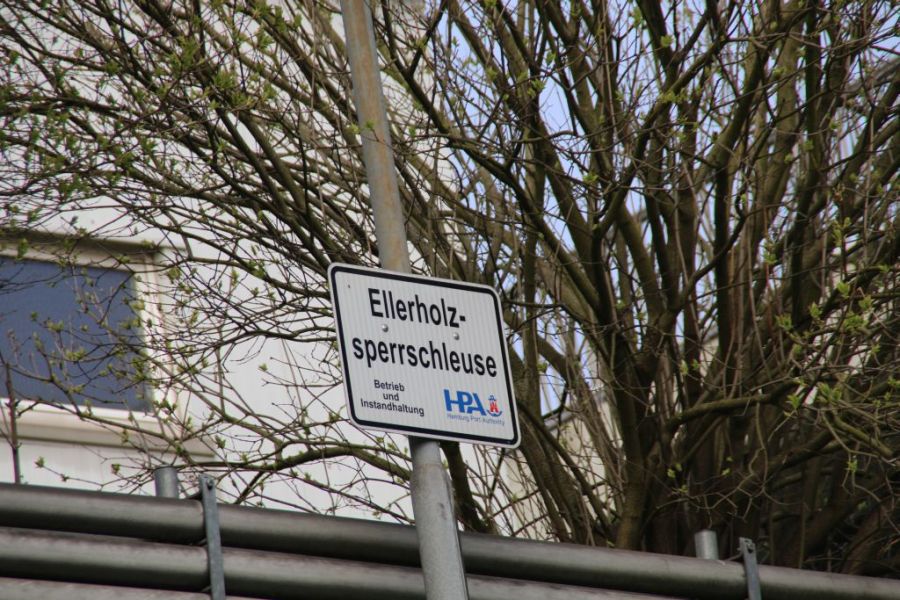 Ellerholz-
sperrschleuse
Betrieb
und
Instandhaltung
HPA
Hamburg Port Authority